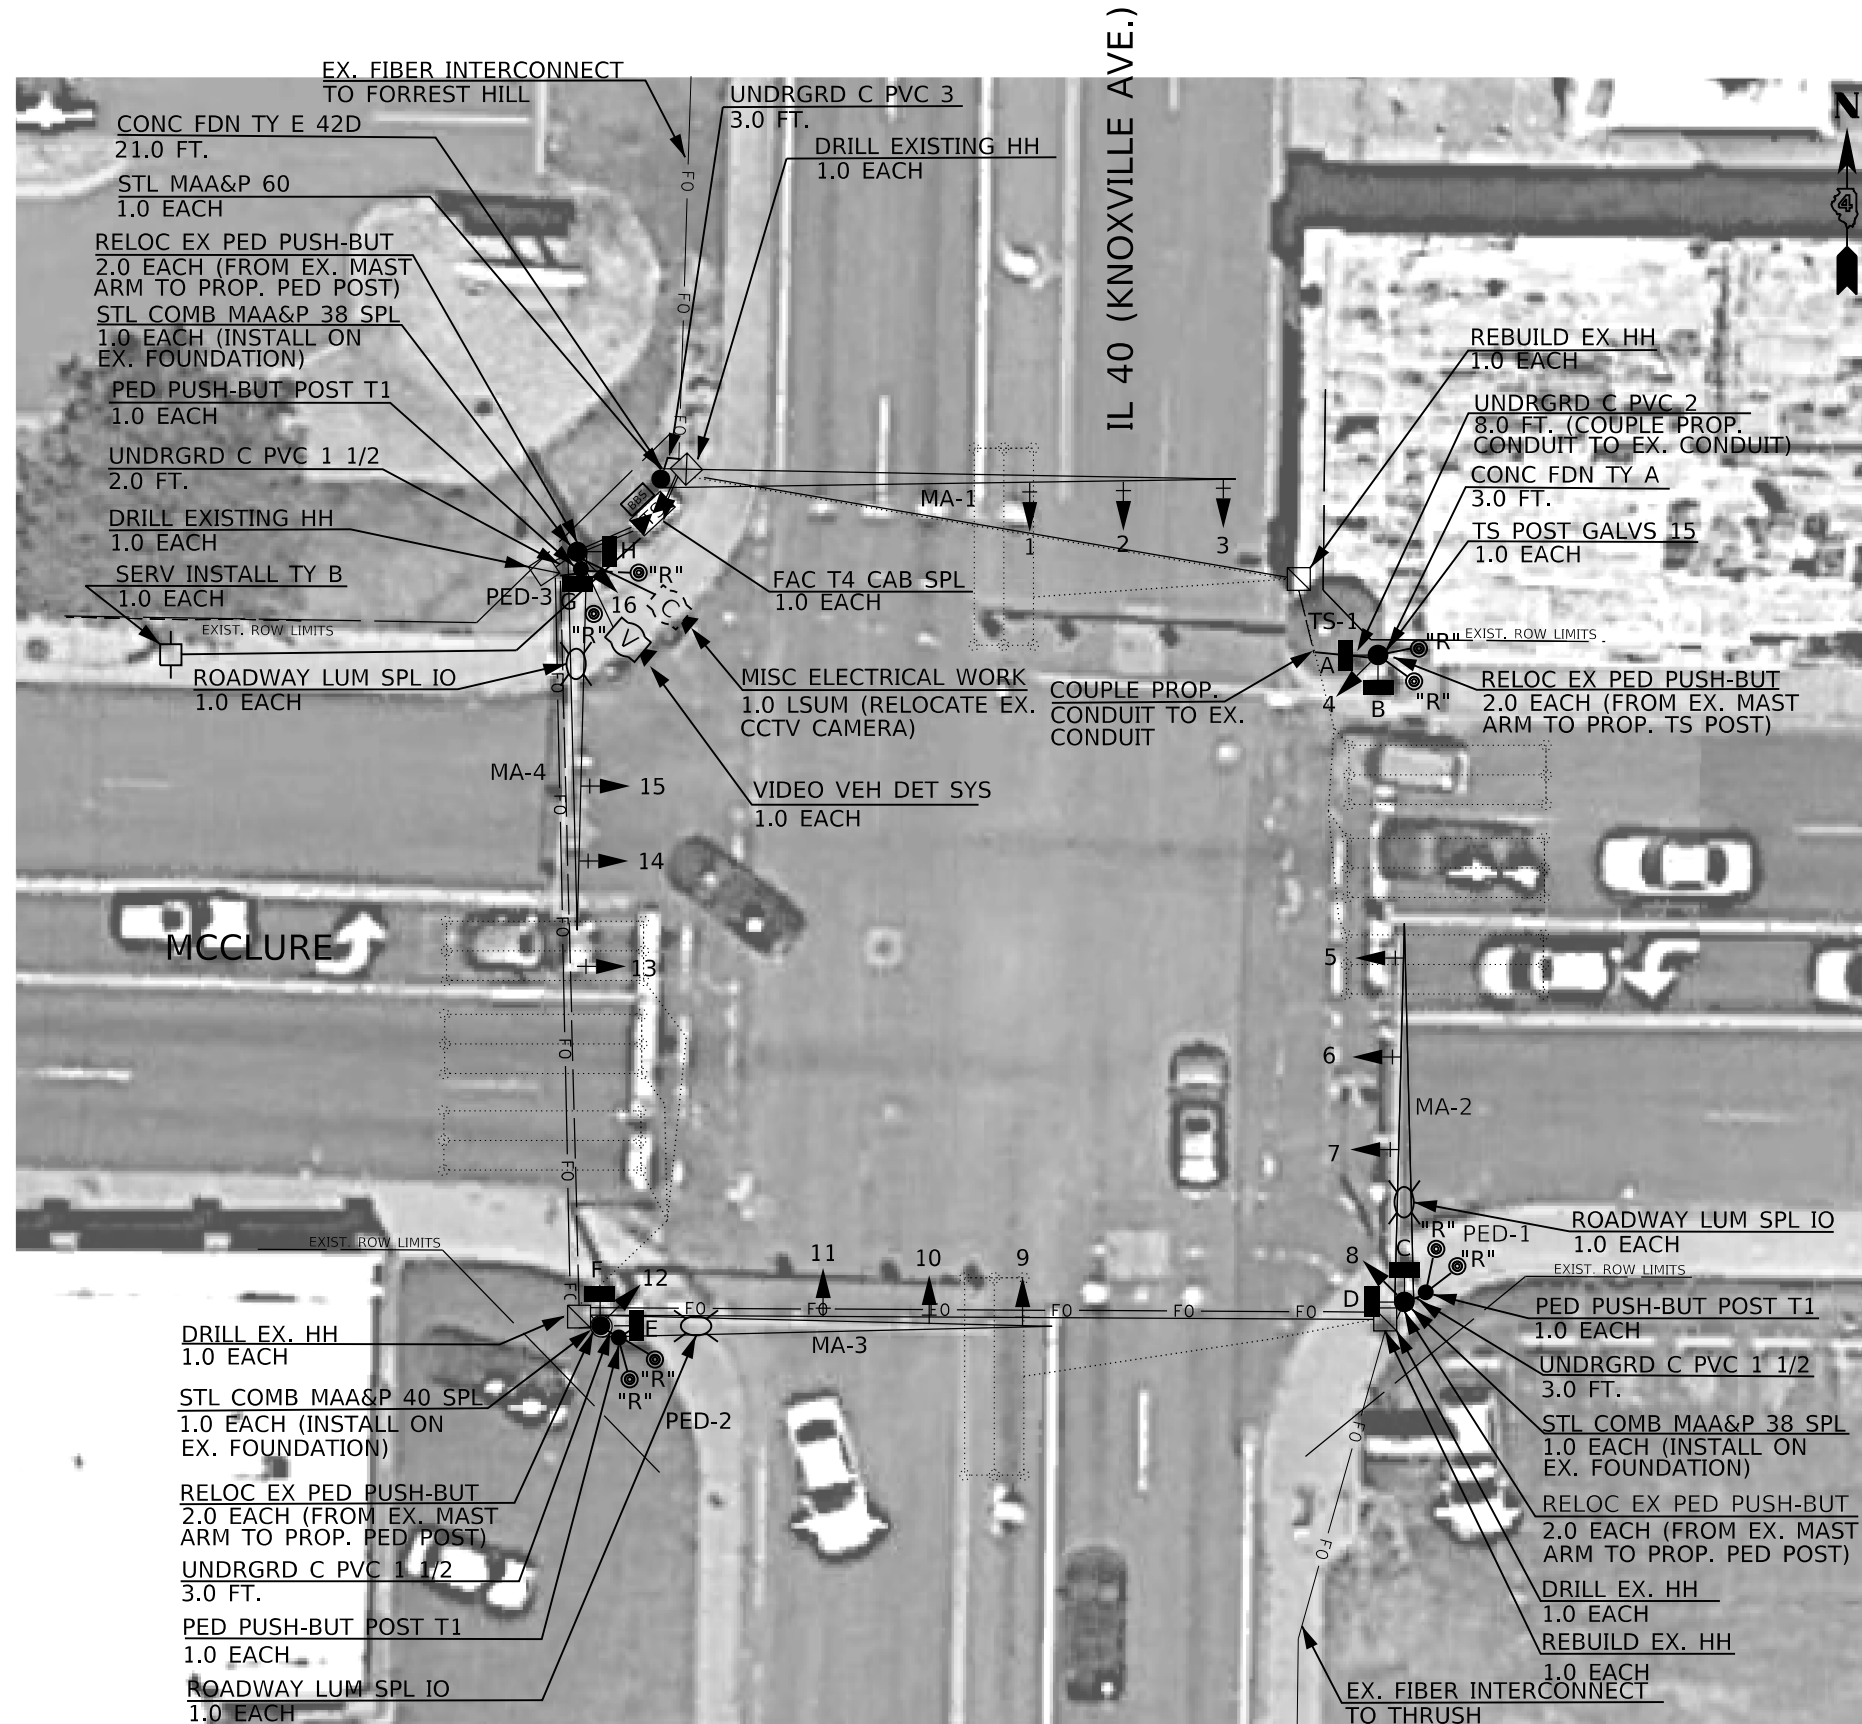 EX. FIBER INTERCONNECT
TO FORREST HILL
UNDRGRD C PVC 3
3.0 FT.
CONC FDN TY E 42D
21.0 FT.
DRILL EXISTING HH
1.0 EACH
STL MAA&P 60
1.0 EACH
RELOC EX PED PUSH-BUT
2.0 EACH (FROM EX. MAST
ARM TO PROP. PED POST)
STL COMB MAA&P 38 SPL
1.0 EACH (INSTALL ON
EX. FOUNDATION)
PED PUSH-BUT POST T1
1.0 EACH
UNDRGRD C PVC 1 1/2
2.0 FT.
DRILL EXISTING HH
1.0 EACH
SERV INSTALL TY B
1.0 EACH
EXIST. ROW LIMITS
ROADWAY LUM SPL IO
1.0 EACH
IL 40 (KNOXVILLE AVE.)
N
4
FO
FO
FO
BBS
MA-1
1
2
3
H
"R"
PED-3
G
16
"R"
C
V
FAC T4 CAB SPL
1.0 EACH
MISC ELECTRICAL WORK
1.0 LSUM (RELOCATE EX.
CCTV CAMERA)
VIDEO VEH DET SYS
1.0 EACH
REBUILD EX HH
1.0 EACH
UNDRGRD C PVC 2
8.0 FT. (COUPLE PROP.
CONDUIT TO EX. CONDUIT)
CONC FDN TY A
3.0 FT.
TS POST GALVS 15
1.0 EACH
TS-1
"R"
EXIST. ROW LIMITS
A
4
B
"R"
RELOC EX PED PUSH-BUT
2.0 EACH (FROM EX. MAST
ARM TO PROP. TS POST)
COUPLE PROP.
CONDUIT TO EX.
CONDUIT
FO
MA-4
15
FO
14
FO
MCCLURE
13
FO
FO
5
6
MA-2
7
ROADWAY LUM SPL IO
1.0 EACH
"R"
PED-1
"R"
8
C
D
EXIST. ROW LIMITS
PED PUSH-BUT POST T1
1.0 EACH
UNDRGRD C PVC 1 1/2
3.0 FT.
STL COMB MAA&P 38 SPL
1.0 EACH (INSTALL ON
EX. FOUNDATION)
RELOC EX PED PUSH-BUT
2.0 EACH (FROM EX. MAST
ARM TO PROP. PED POST)
DRILL EX. HH
1.0 EACH
REBUILD EX. HH
1.0 EACH
EX. FIBER INTERCONNECT
TO THRUSH
FO
FO
EXIST. ROW LIMITS
F
12
11
10
9
FO
FO
FO
FO
FO
FO
E
MA-3
"R"
"R"
PED-2
DRILL EX. HH
1.0 EACH
STL COMB MAA&P 40 SPL
1.0 EACH (INSTALL ON
EX. FOUNDATION)
RELOC EX PED PUSH-BUT
2.0 EACH (FROM EX. MAST
ARM TO PROP. PED POST)
UNDRGRD C PVC 1 1/2
3.0 FT.
PED PUSH-BUT POST T1
1.0 EACH
ROADWAY LUM SPL IO
1.0 EACH